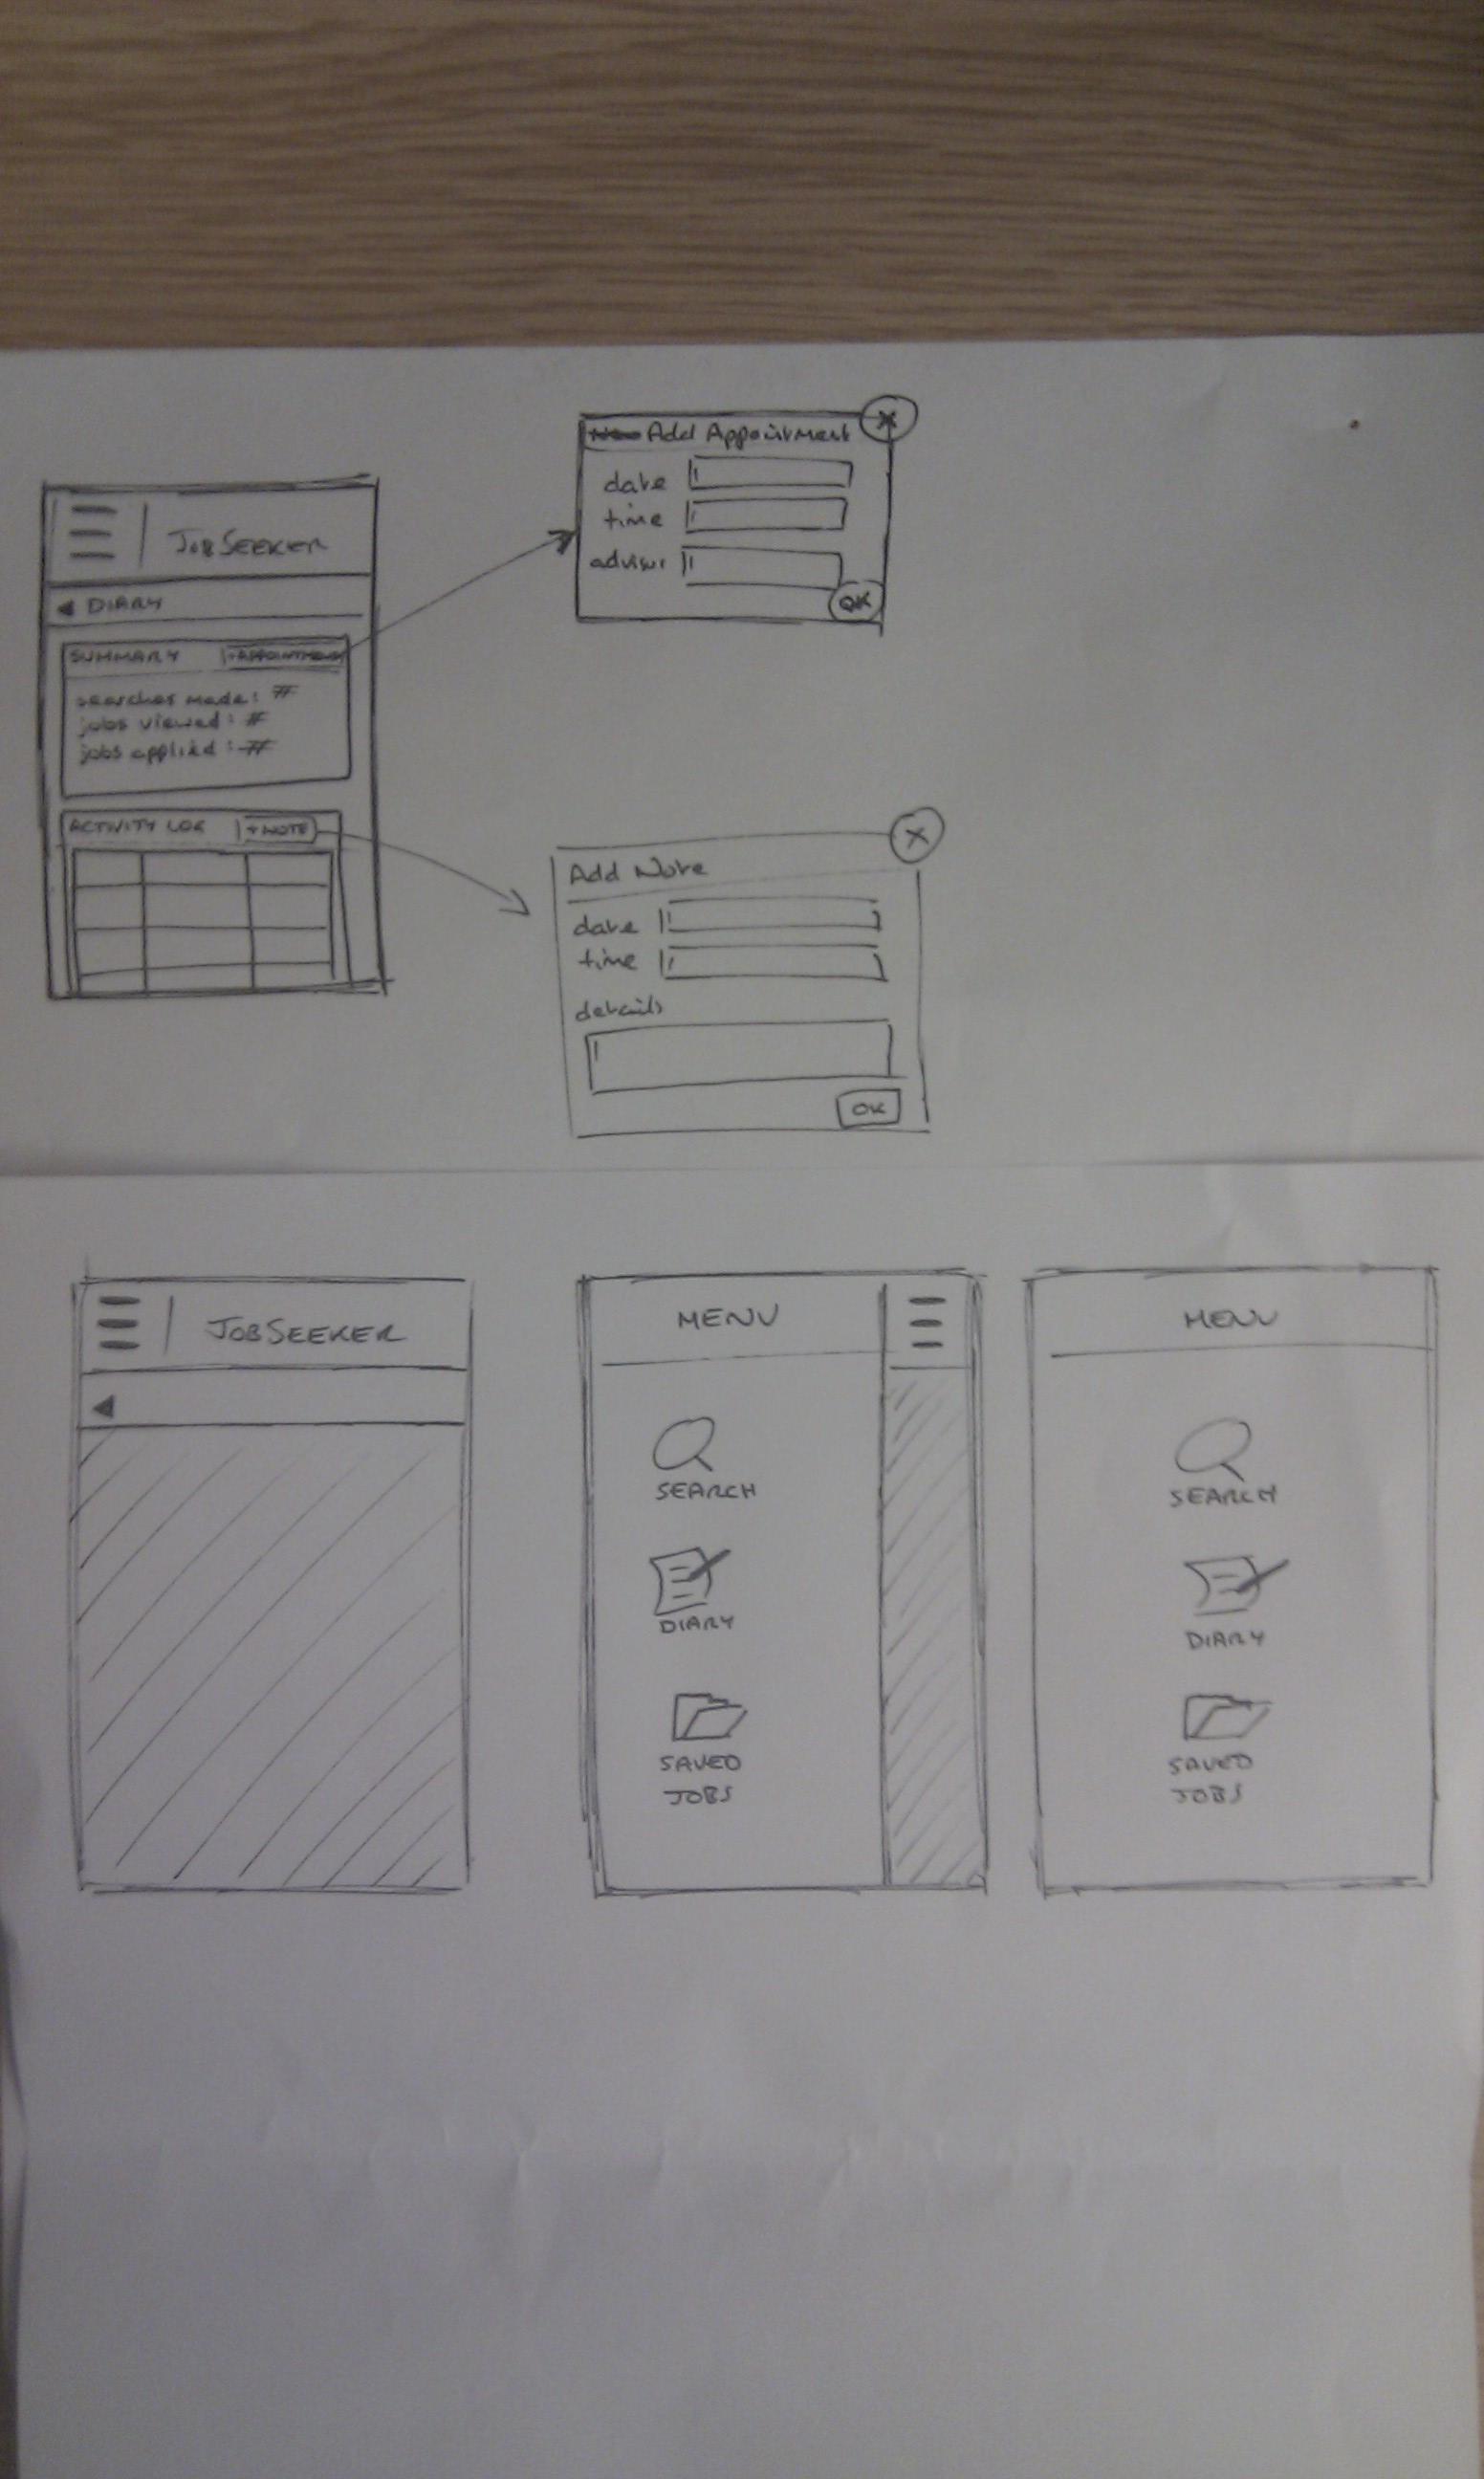 Add Appointment
date
time
advisor
OK
JOBSEEKER
DIARY
SUMMARY +APPOINTMENT
searches made: #
jobs viewed: #
jobs applied: #
ACTIVITY LOG +NOTE
Add Note
date
time
details
OK
JOBSEEKER
MENU
SEARCH
DIARY
SAVED
JOBS
MENU
SEARCH
DIARY
SAVED
JOBS